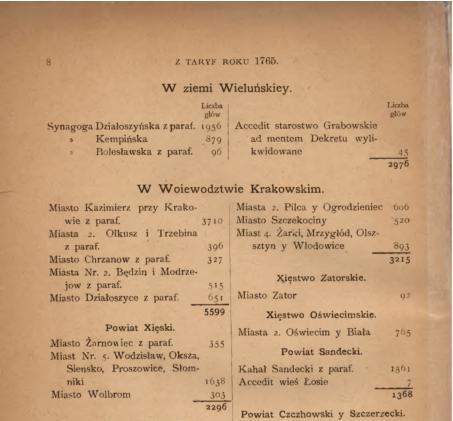 8
Z TARYF ROKU 1765.
W ziemi Wieluńskiey.
Liczba
głów
Synagoga Działoszyńska z paraf. 1956
» Kempińska 879
» Bolesławska z paraf. 96
Liczba
głów
Accedit starostwo Grabowskie
ad mentem Dekretu wyli-
kwidowane 45
2976
W Woiewodztwie Krakowskim.
Miasto Kazimierz przy Krako-
wie z paraf. 3710
Miasta 2. Olkusz i Trzebina
z paraf. 396
Miasto Chrzanow z paraf. 327
Miasta Nr. 2. Będzin i Modrze-
jow z paraf. 515
Miasto Działoszyce z paraf. 651
5599
Powiat Xięski.
Miasto Żarnowiec z paraf. 355
Miast Nr. 5. Wodzisław, Oksza,
Siensko, Proszowice, Słom-
niki 1638
Miasto Wolbrom 303
2296
Miasta 2. Pilca y Ogrodzieniec 606
Miasto Szczekociny 520
Miast 4. Żarki, Mrzygłód, Olsz-
sztyn y Włodowice 893
3215
Xięstwo Zatorskie.
Miasto Zator 92
Xięstwo Oświecimskie.
Miasta 2. Oświecim y Biała 765
Powiat Sandecki.
Kahał Sandecki z paraf. 1361
Accedit wieś Łosie 7
1368
Powiat Czchowski y Szczerzecki.